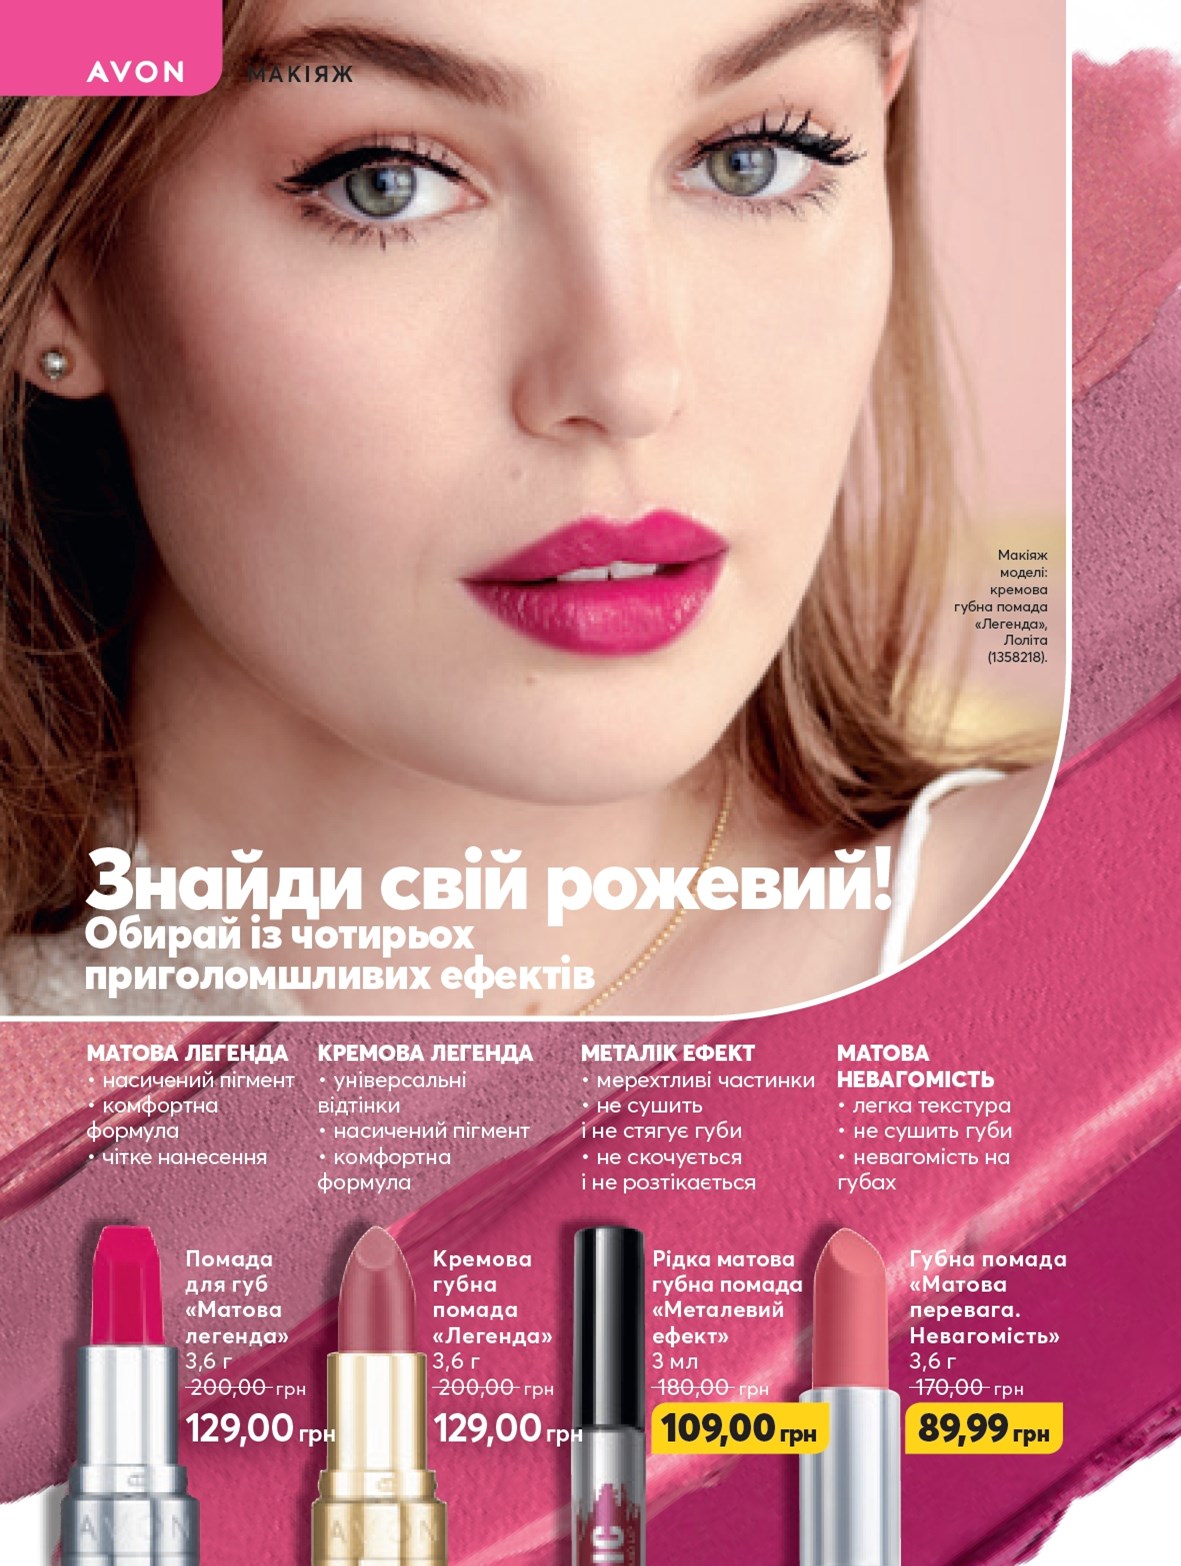 AVON
МАКІЯЖ
Макіяж
моделі:
кремова
губна помада
«Легенда»,
Лоліта
(1358218).
Знайди свій рожевий!
Обирай із чотирьох
приголомшливих ефектів
МАТОВА ЛЕГЕНДА
• насичений пігмент
• комфортна
формула
• чітке нанесення
КРЕМОВА ЛЕГЕНДА
• універсальні
відтінки
• насичений пігмент
• комфортна
формула
МЕТАЛІК ЕФЕКТ
• мерехтливі частинки
• не сушить
і не стягує губи
• не скочується
і не розтікається
МАТОВА
НЕВАГОМІСТЬ
• легка текстура
• не сушить губи
• невагомість на
губах
Помада
для губ
«Матова
легенда»
3,6 г
200,00 грн
129,00 грн
Кремова
губна
помада
«Легенда»
3,6 г
200,00 грн
129,00 грн
Рідка матова
губна помада
«Металевий
ефект»
3 мл
180,00 грн
109,00 грн
Губна помада
«Матова
перевага.
Невагомість»
3,6 г
170,00 грн
89,99 грн
AVON
AVON